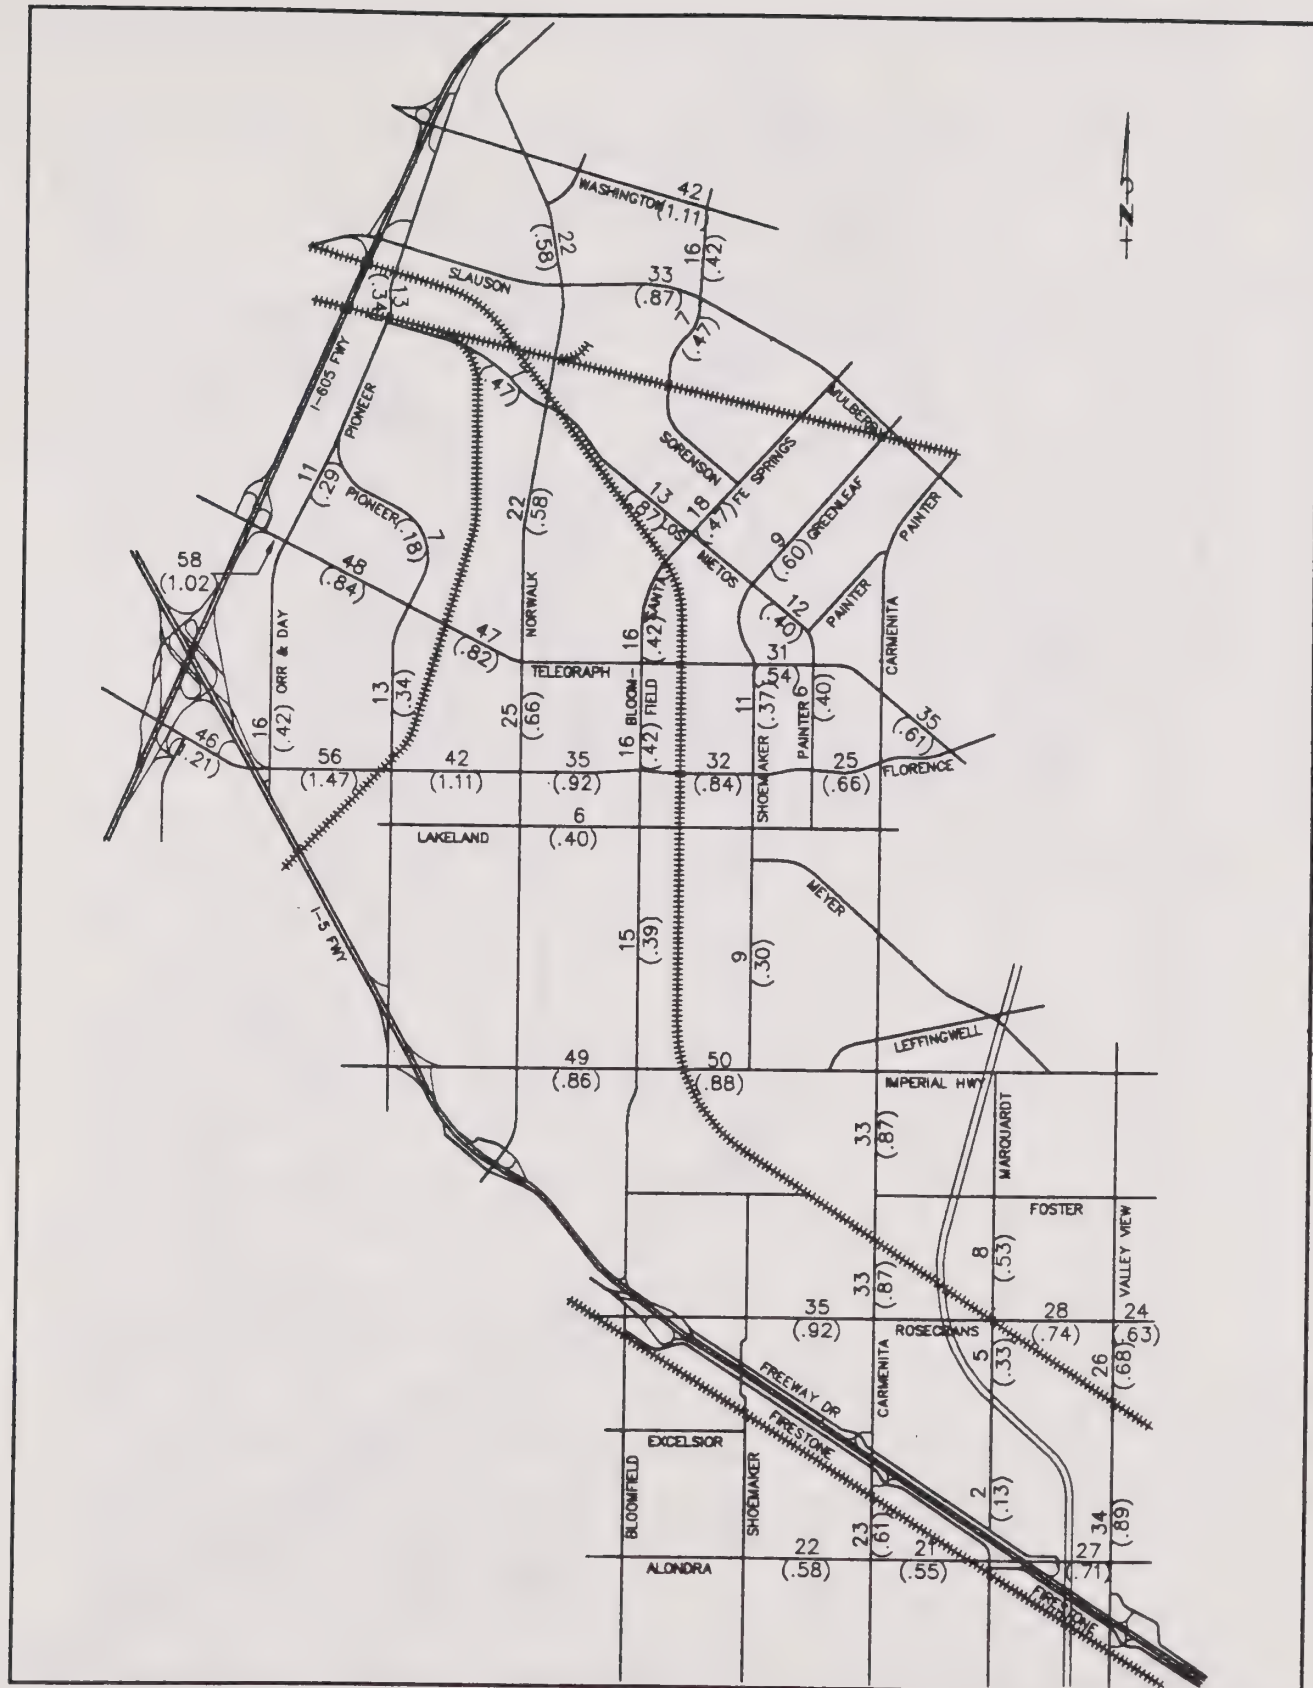 WASHINGTON
42
(1.11)
N
22
(.58)
16
(.42)
SLAUSON
33
(.87)
13
(.34)
7
(.47)
I-605 FWY
PIONEER
(.47)
MULBERRY
SORENSON
11
(.29)
PIONEER
(.18)
7
22
(.58)
13
(.87)
LOS
NIETOS
18
(.47)
SANTA
FE SPRINGS
9
(.60)
GREENLEAF
PAINTER
58
(1.02)
48
(.84)
NORWALK
12
(.40)
PAINTER
CARMENITA
47
(.82)
TELEGRAPH
16
(.42)
31
(.54)
ORR & DAY
16
(.42)
13
(.34)
25
(.66)
BLOOM-
FIELD
16
(.42)
11
(.37)
SHOEMAKER
PAINTER
6
(.40)
35
(.61)
46
(1.21)
56
(1.47)
42
(1.11)
35
(.92)
32
(.84)
25
(.66)
FLORENCE
LAKELAND
6
(.40)
MEYER
I-5 FWY
15
(.39)
9
(.30)
LEFFINGWELL
49
(.86)
50
(.88)
IMPERIAL HWY
33
(.87)
MARQUARDT
FOSTER
VALLEY VIEW
8
(.53)
33
(.87)
35
(.92)
ROSECRANS
28
(.74)
24
(.63)
5
(.33)
26
(.68)
CARMENITA
FREEWAY DR
FIRESTONE
EXCELSIOR
BLOOMFIELD
SHOEMAKER
2
(.13)
34
(.89)
23
(.61)
ALONDRA
22
(.58)
21
(.55)
27
(.71)
FIRESTONE